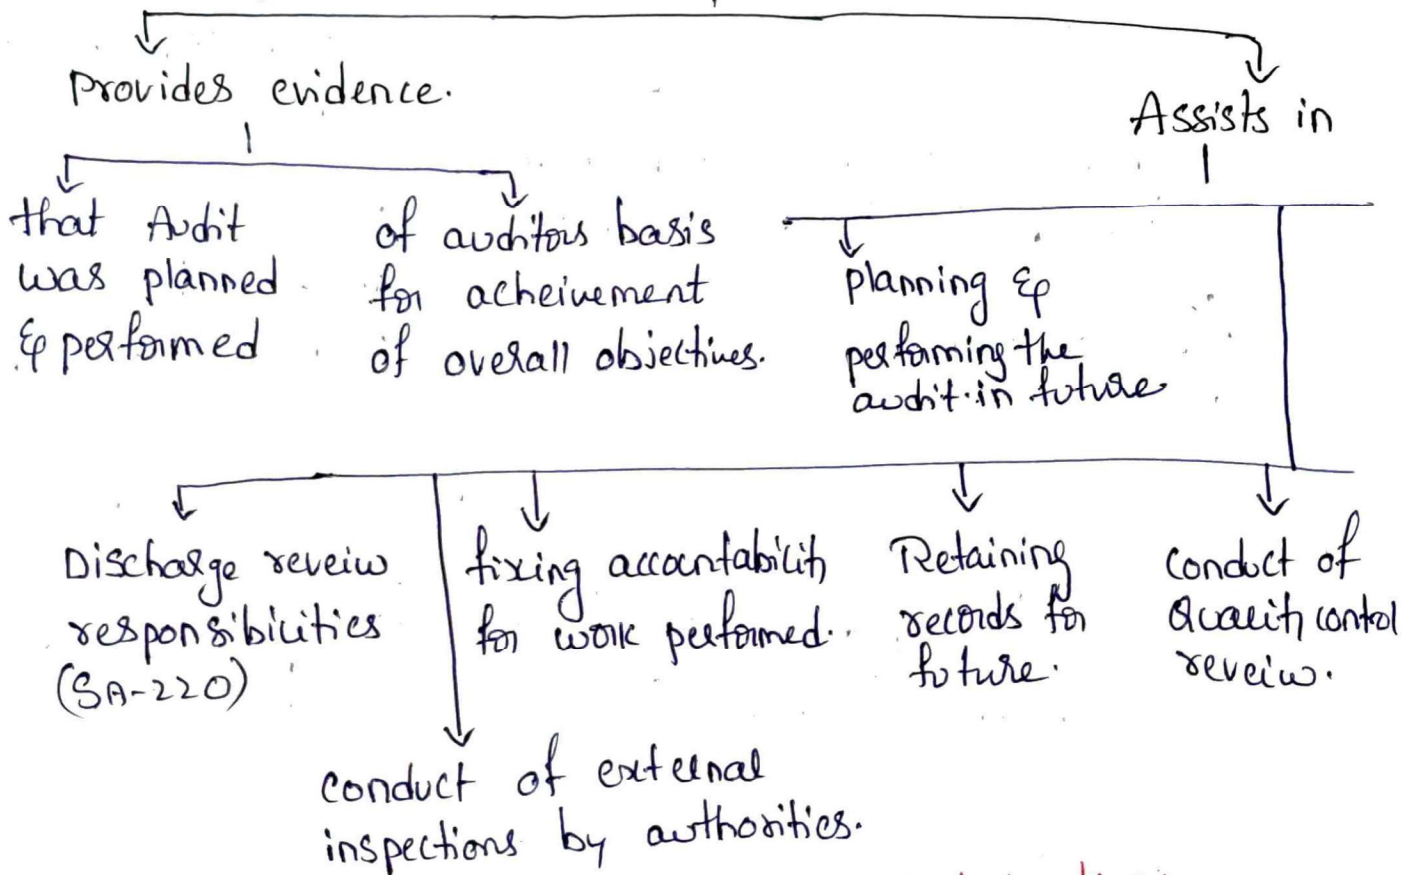 Provides evidence.
Assists in
that Audit
was planned
& performed
of auditors basis
for acheivement
of overall objectives.
planning &
performing the
audit in future
Discharge reveiw
responsibilities
(SA-220)
fixing accountability
for work performed.
Retaining
records for
future.
conduct of
Quality control
reveiw.
conduct of external
inspections by authorities.